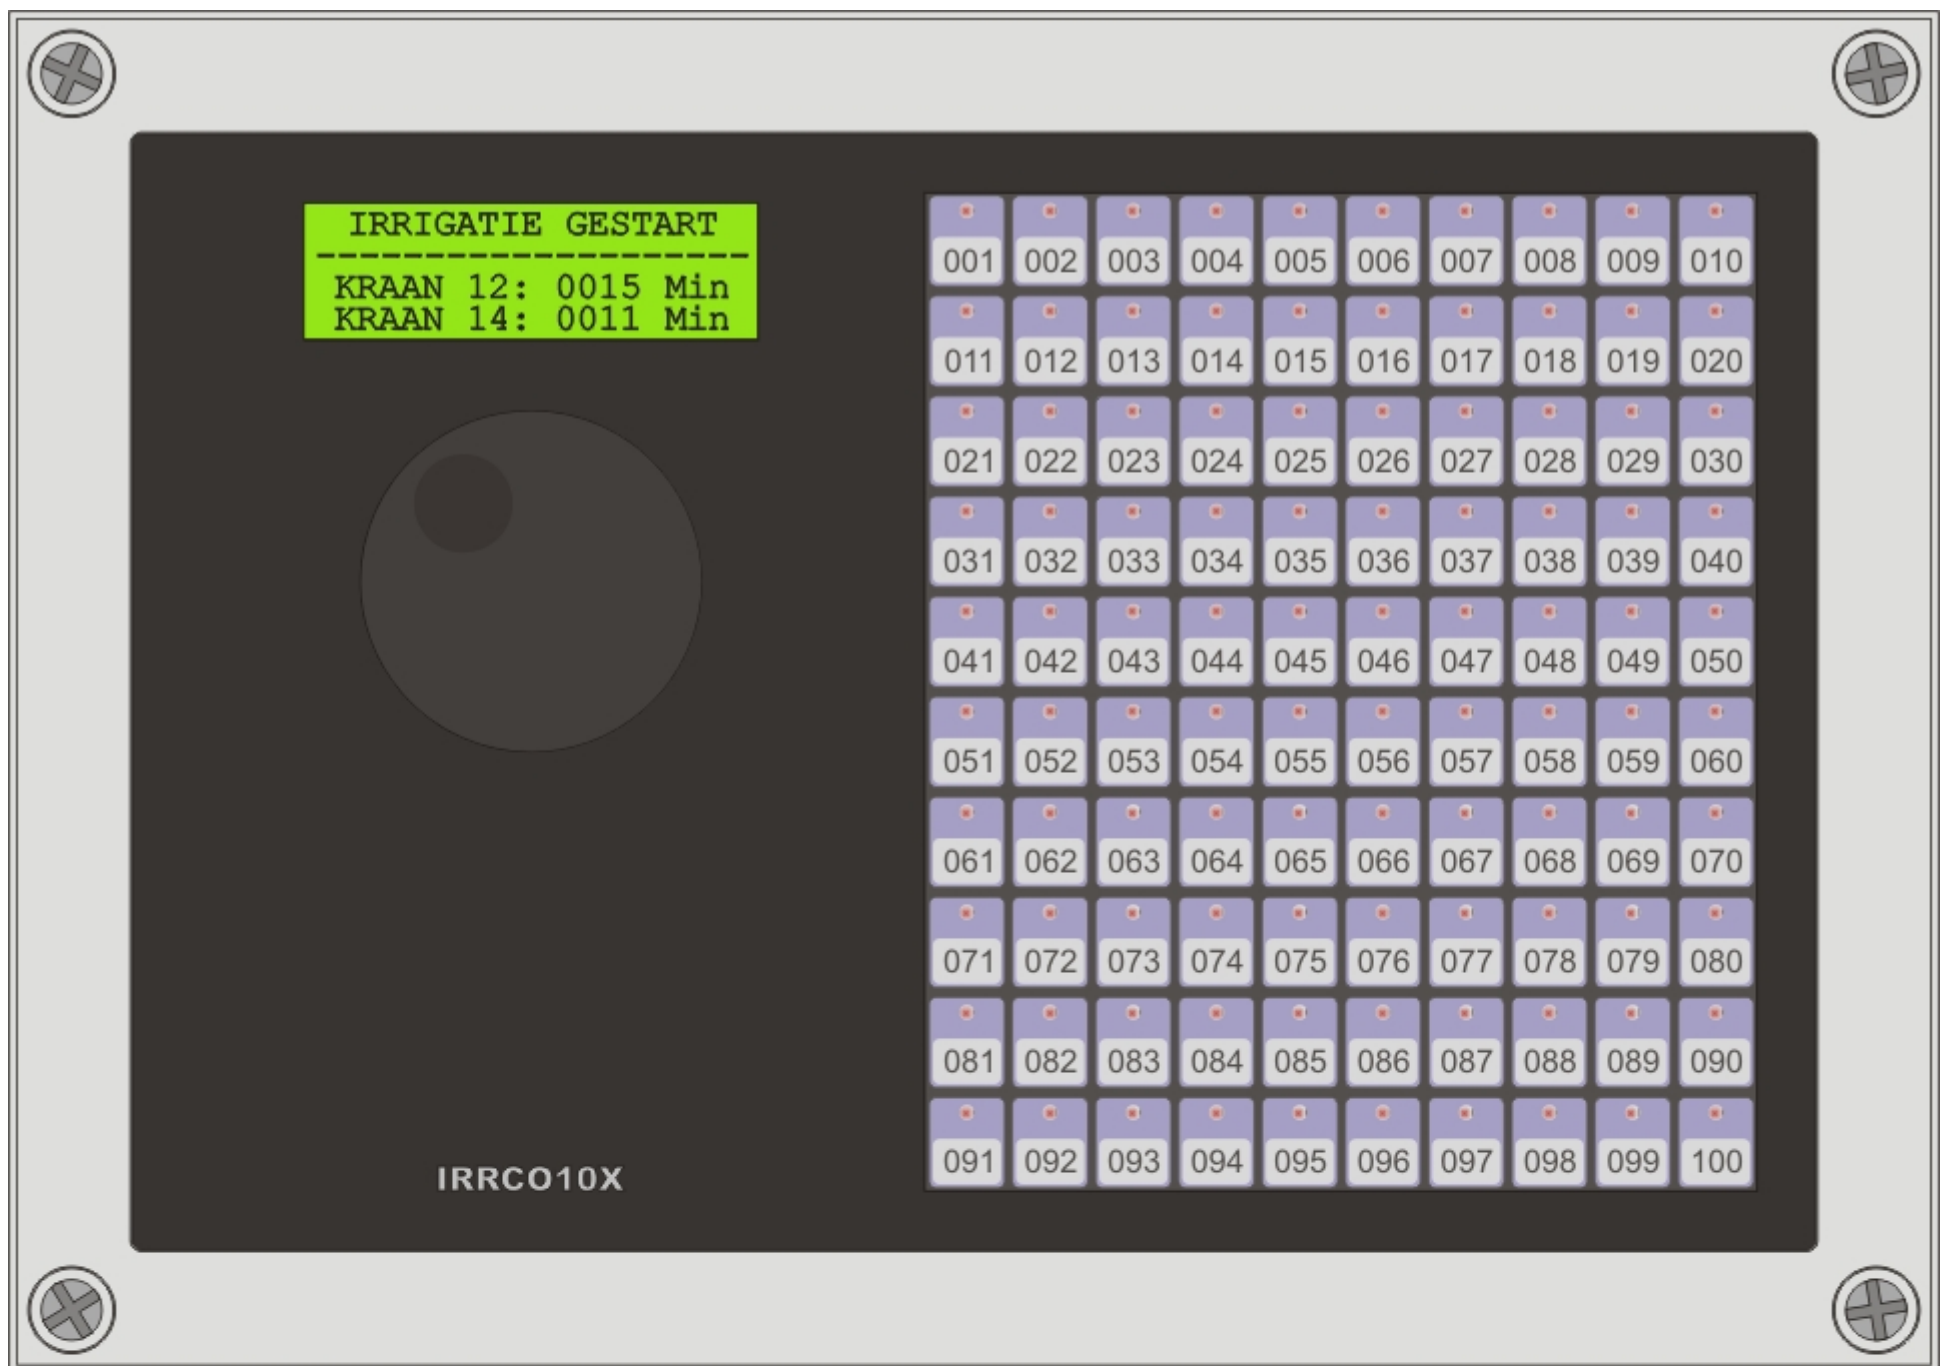 IRRIGATIE GESTART
--------------------
KRAAN 12: 0015 Min
KRAAN 14: 0011 Min
001 002 003 004 005 006 007 008 009 010
011 012 013 014 015 016 017 018 019 020
021 022 023 024 025 026 027 028 029 030
031 032 033 034 035 036 037 038 039 040
041 042 043 044 045 046 047 048 049 050
051 052 053 054 055 056 057 058 059 060
061 062 063 064 065 066 067 068 069 070
071 072 073 074 075 076 077 078 079 080
081 082 083 084 085 086 087 088 089 090
091 092 093 094 095 096 097 098 099 100
IRRCO10X